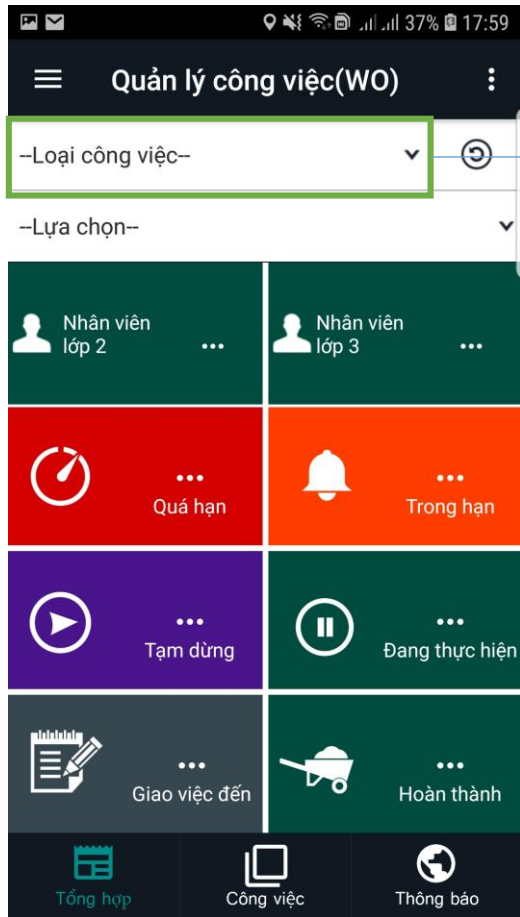 37% 17:59
Quản lý công việc(WO)
--Loại công việc--
--Lựa chọn--
Nhân viên
lớp 2
...
Nhân viên
lớp 3
...
...
Quá hạn
...
Trong hạn
...
Tạm dừng
...
Đang thực hiện
...
Giao việc đến
...
Hoàn thành
Tổng hợp
Công việc
Thông báo